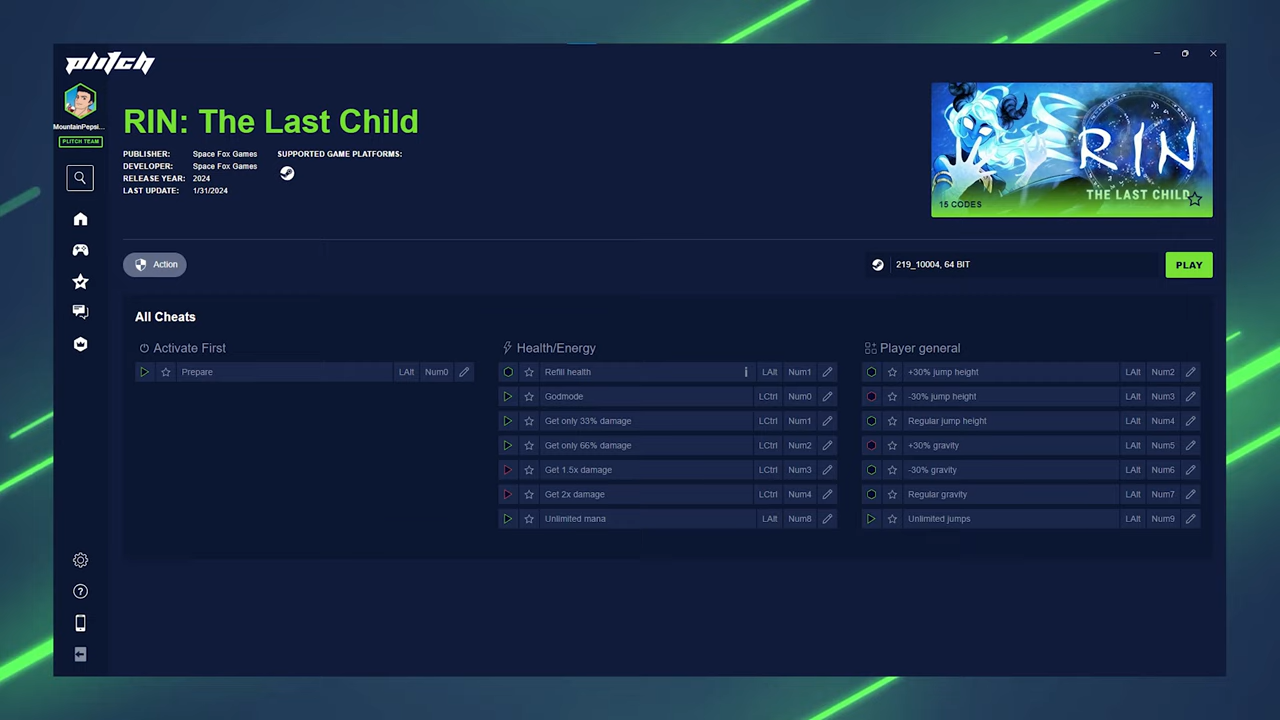 PLITCH
MountainPepsi...
PLITCH TEAM
RIN: The Last Child
PUBLISHER: Space Fox Games
DEVELOPER: Space Fox Games
RELEASE YEAR: 2024
LAST UPDATE: 1/31/2024
SUPPORTED GAME PLATFORMS:
RIN
THE LAST CHILD
15 CODES
Action
219_10004, 64 BIT
PLAY
All Cheats
Activate First
Prepare LAlt Num0
Health/Energy
Refill health i LAlt Num1
Godmode LCtrl Num0
Get only 33% damage LCtrl Num1
Get only 66% damage LCtrl Num2
Get 1.5x damage LCtrl Num3
Get 2x damage LCtrl Num4
Unlimited mana LAlt Num8
Player general
+30% jump height LAlt Num2
-30% jump height LAlt Num3
Regular jump height LAlt Num4
+30% gravity LAlt Num5
-30% gravity LAlt Num6
Regular gravity LAlt Num7
Unlimited jumps LAlt Num9